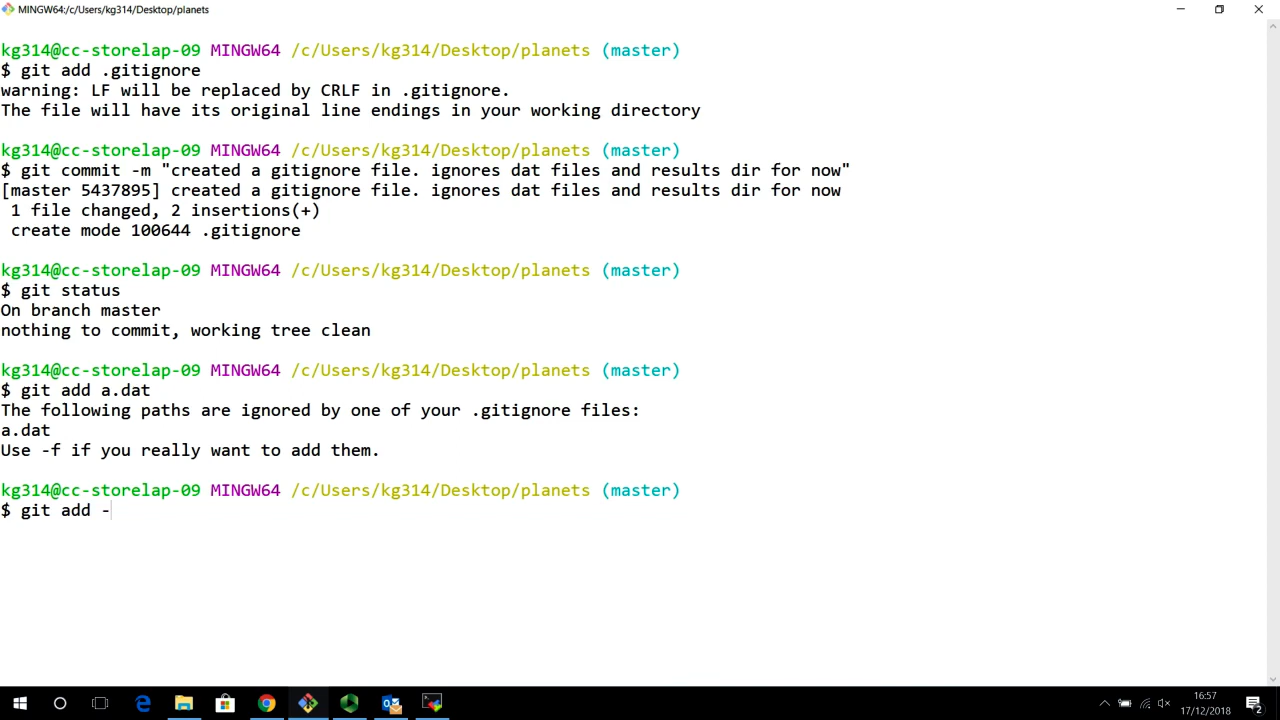 MINGW64:/c/Users/kg314/Desktop/planets
kg314@cc-storelap-09 MINGW64 /c/Users/kg314/Desktop/planets (master)
$ git add .gitignore
warning: LF will be replaced by CRLF in .gitignore.
The file will have its original line endings in your working directory
kg314@cc-storelap-09 MINGW64 /c/Users/kg314/Desktop/planets (master)
$ git commit -m "created a gitignore file. ignores dat files and results dir for now"
[master 5437895] created a gitignore file. ignores dat files and results dir for now
 1 file changed, 2 insertions(+)
 create mode 100644 .gitignore
kg314@cc-storelap-09 MINGW64 /c/Users/kg314/Desktop/planets (master)
$ git status
On branch master
nothing to commit, working tree clean
kg314@cc-storelap-09 MINGW64 /c/Users/kg314/Desktop/planets (master)
$ git add a.dat
The following paths are ignored by one of your .gitignore files:
a.dat
Use -f if you really want to add them.
kg314@cc-storelap-09 MINGW64 /c/Users/kg314/Desktop/planets (master)
$ git add -
16:57
17/12/2018
2